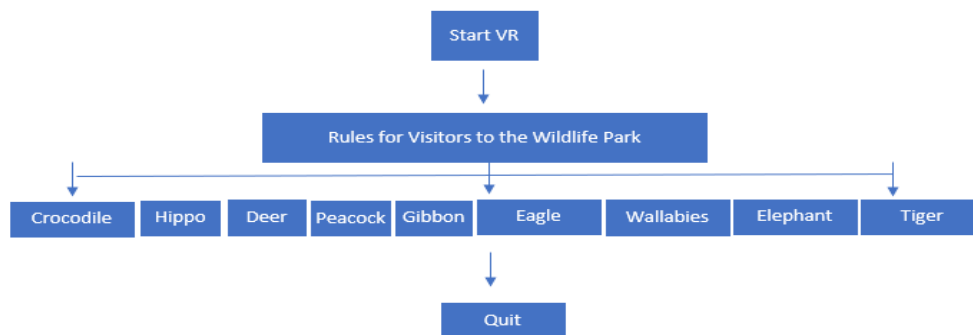 Start VR
Rules for Visitors to the Wildlife Park
Crocodile
Hippo
Deer
Peacock
Gibbon
Eagle
Wallabies
Elephant
Tiger
Quit